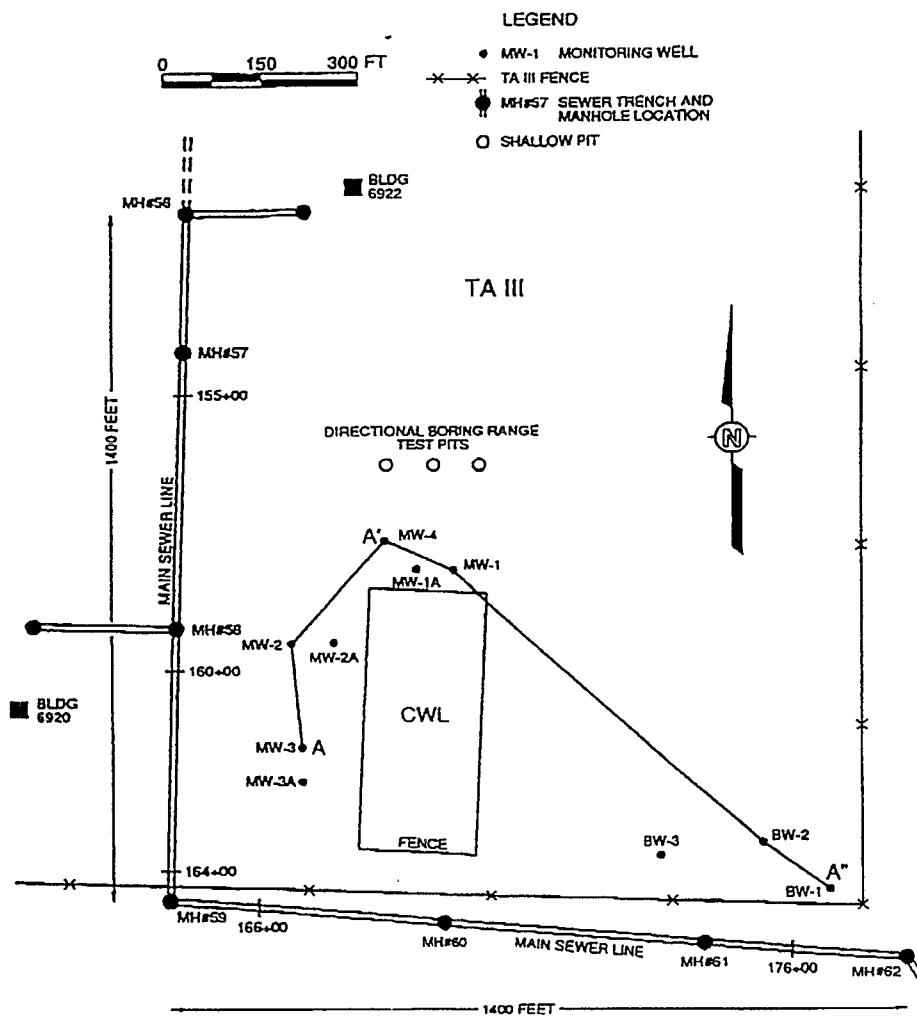 LEGEND
MW-1 MONITORING WELL
TA III FENCE
MH#57 SEWER TRENCH AND
MANHOLE LOCATION
SHALLOW PIT
0 150 300 FT
BLDG
6922
MH#56
TA III
MH#57
155+00
1400 FEET
MAIN SEWER LINE
DIRECTIONAL BORING RANGE
TEST PITS
N
A' MW-4
MW-1
MW-1A
MH#58
MW-2
MW-2A
160+00
BLDG
6920
CWL
MW-3 A
MW-3A
FENCE
BW-3
BW-2
A"
BW-1
164+00
MH#59
166+00
MH#60
MAIN SEWER LINE
MH#61
176+00
MH#62
1400 FEET